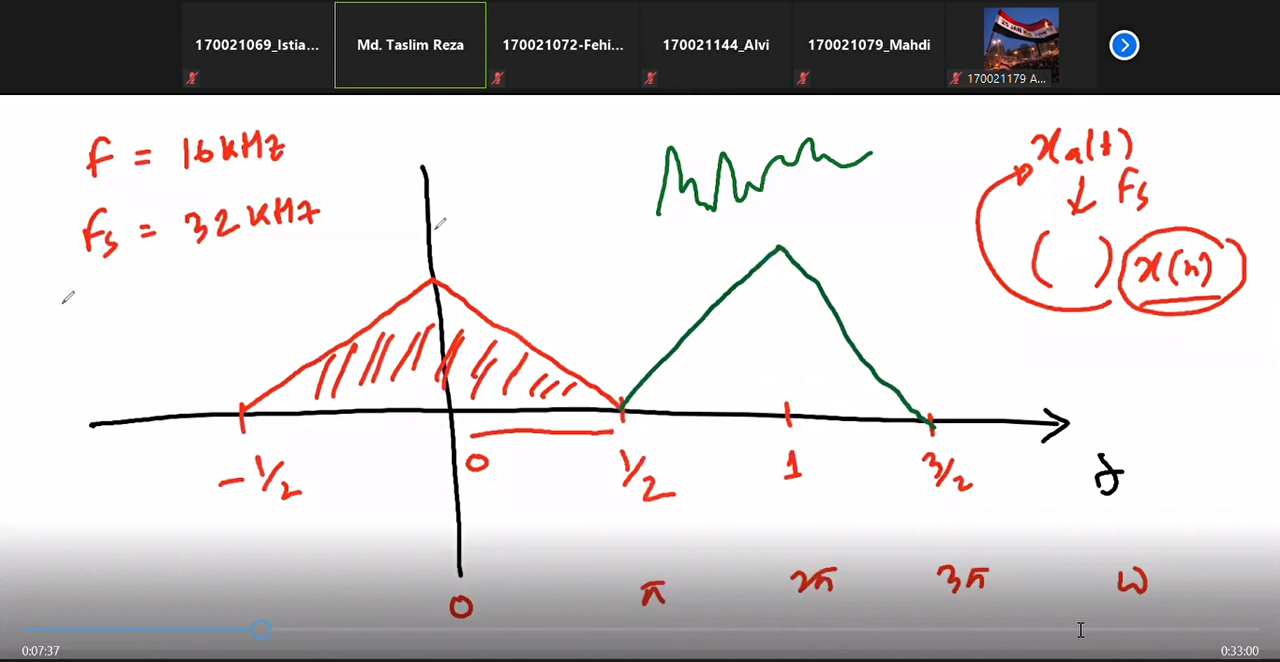 170021069_Istia... Md. Taslim Reza 170021072-Fehi... 170021144_Alvi 170021079_Mahdi 170021179 A...
F = 16 kHz
Fs = 32 kHz
xa(t)
↓ Fs
( ) x(n)
-1/2 0 1/2 1 3/2 f
0 π 2π 3π ω
0:07:37 0:33:00